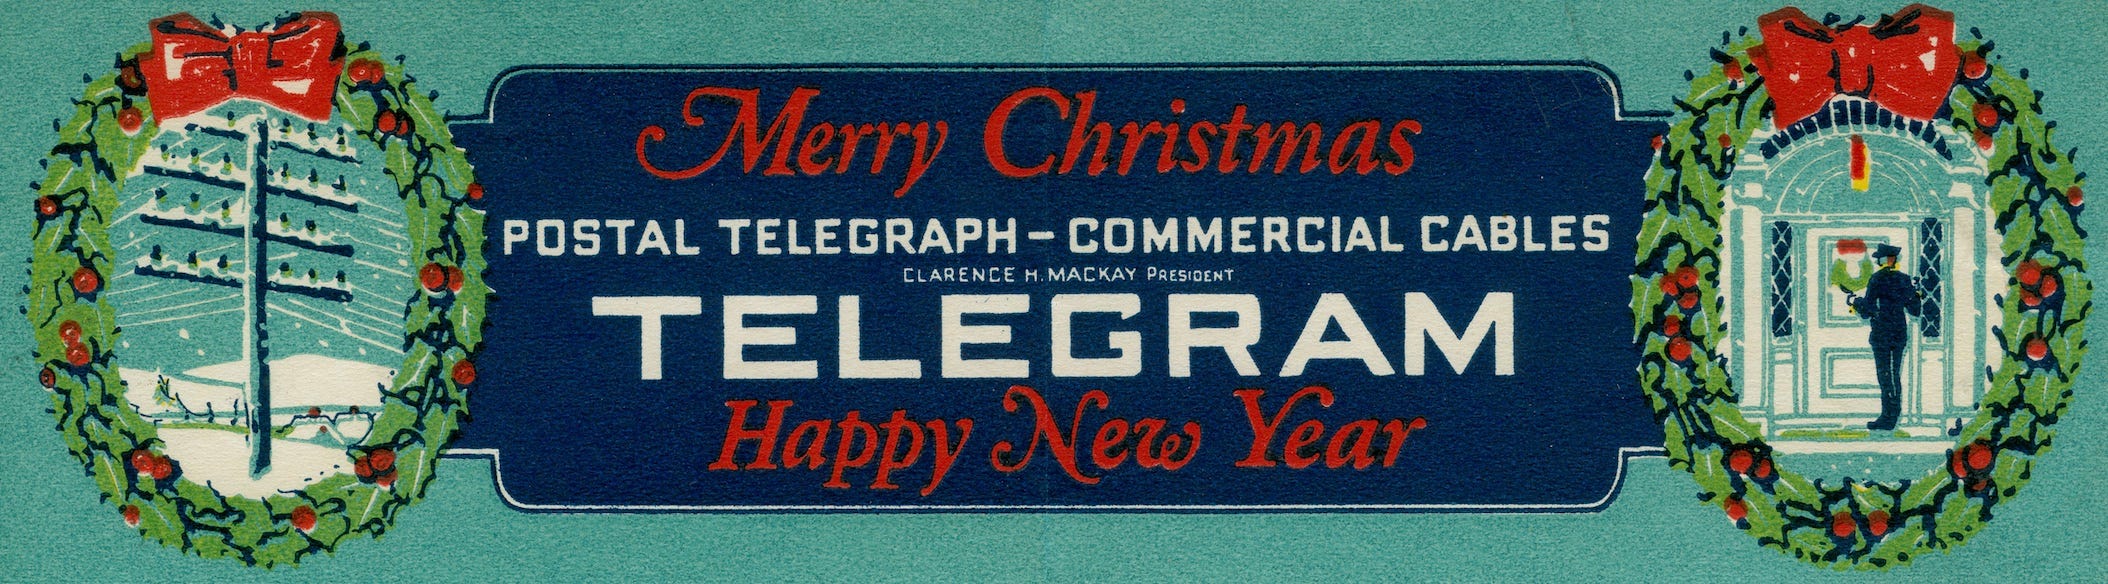 Merry Christmas
POSTAL TELEGRAPH – COMMERCIAL CABLES
CLARENCE H. MACKAY PRESIDENT
TELEGRAM
Happy New Year